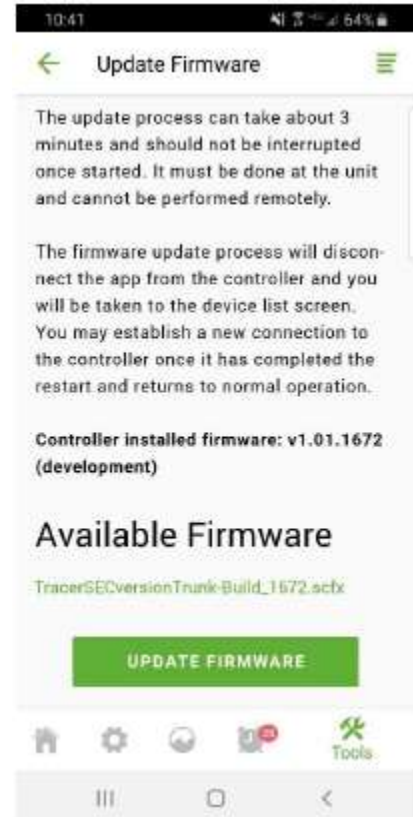 10:41
64%
Update Firmware
The update process can take about 3
minutes and should not be interrupted
once started. It must be done at the unit
and cannot be performed remotely.
The firmware update process will discon-
nect the app from the controller and you
will be taken to the device list screen.
You may establish a new connection to
the controller once it has completed the
restart and returns to normal operation.
Controller installed firmware: v1.01.1672
(development)
Available Firmware
TracerSECversionTrunk-Build_1672.scfx
UPDATE FIRMWARE
Tools